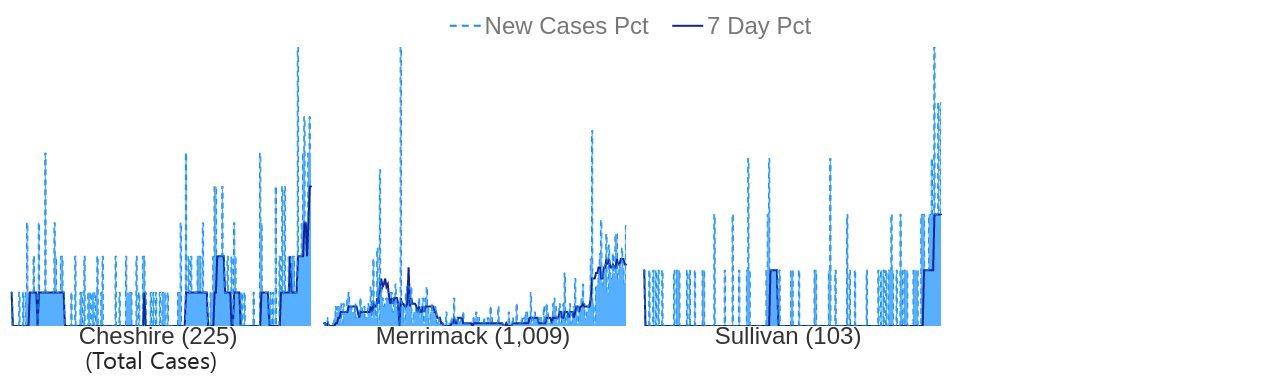 New Cases Pct 7 Day Pct
Cheshire (225) Merrimack (1,009) Sullivan (103)
(Total Cases)